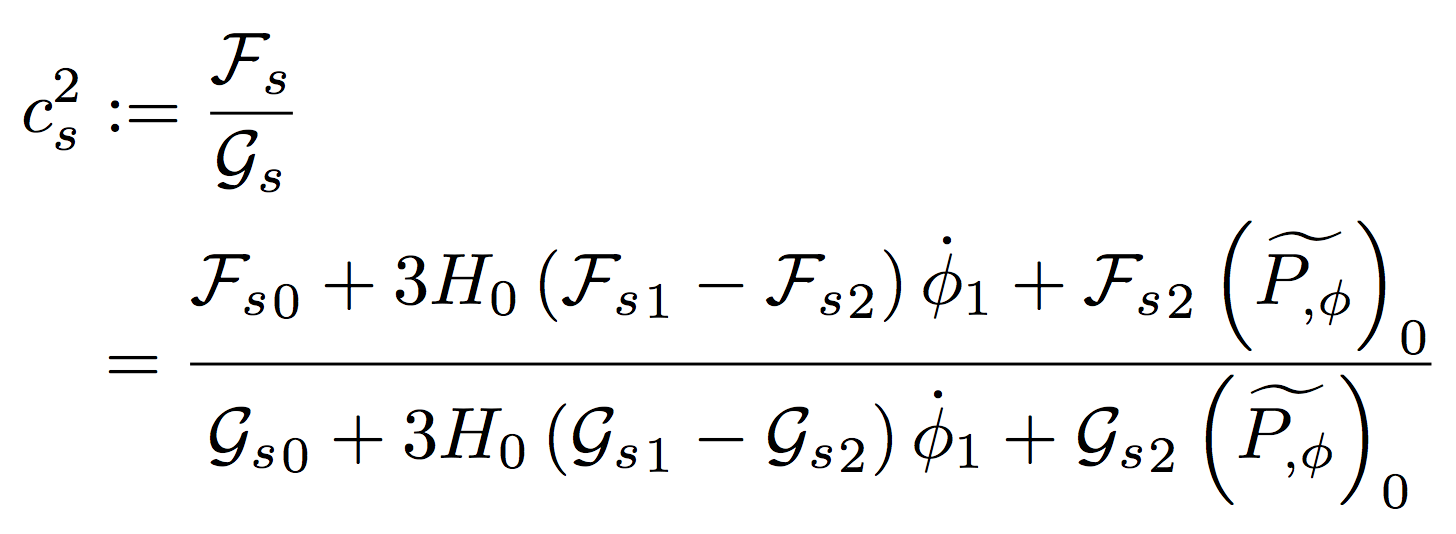 c_s^2 := \frac{\mathcal{F}_s}{\mathcal{G}_s}
= \frac{\mathcal{F}_{s0} + 3H_0 \left( \mathcal{F}_{s1} - \mathcal{F}_{s2} \right) \dot{\phi}_1 + \mathcal{F}_{s2} \left( \widetilde{P_{,\phi}} \right)_0}{\mathcal{G}_{s0} + 3H_0 \left( \mathcal{G}_{s1} - \mathcal{G}_{s2} \right) \dot{\phi}_1 + \mathcal{G}_{s2} \left( \widetilde{P_{,\phi}} \right)_0}